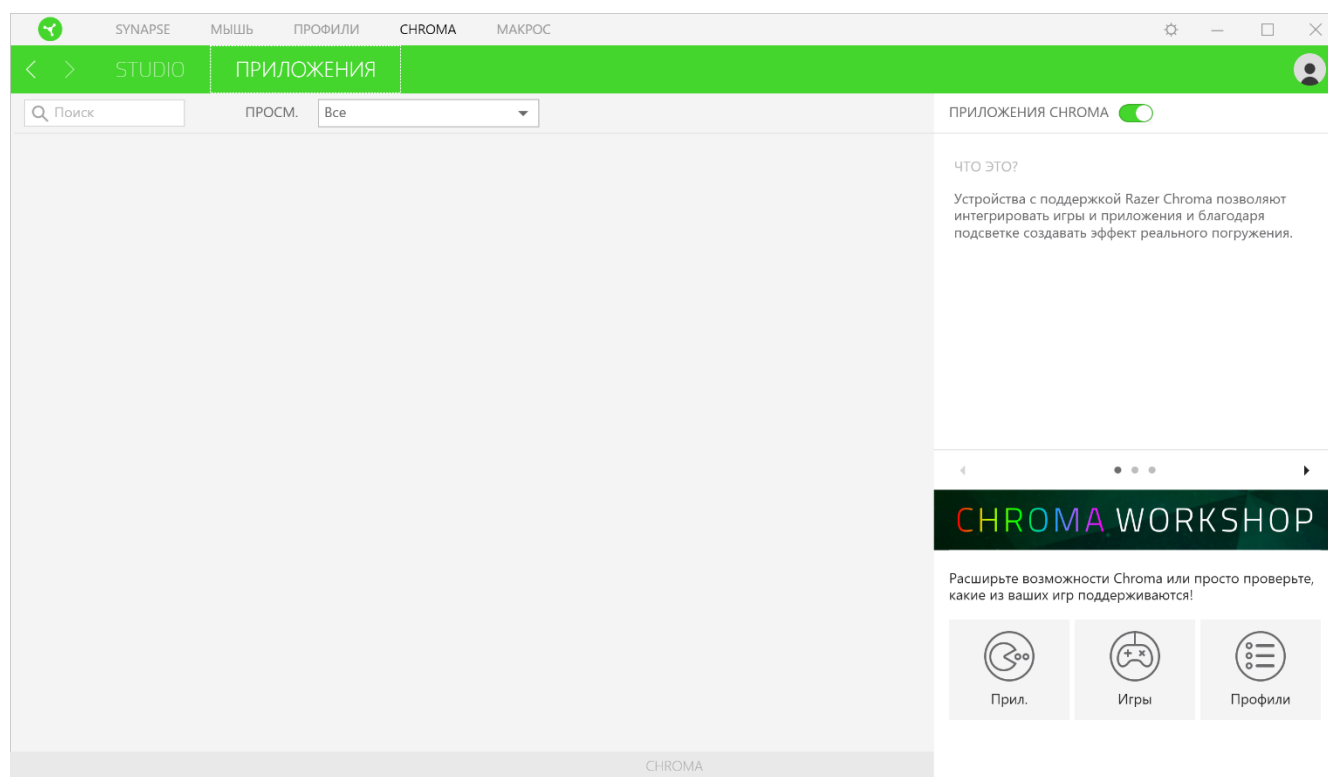 SYNAPSE МЫШЬ ПРОФИЛИ CHROMA МАКРОС
STUDIO ПРИЛОЖЕНИЯ
Поиск ПРОСМ. Все
ПРИЛОЖЕНИЯ CHROMA
ЧТО ЭТО?
Устройства с поддержкой Razer Chroma позволяют
интегрировать игры и приложения и благодаря
подсветке создавать эффект реального погружения.
CHROMA WORKSHOP
Расширьте возможности Chroma или просто проверьте,
какие из ваших игр поддерживаются!
Прил. Игры Профили
CHROMA